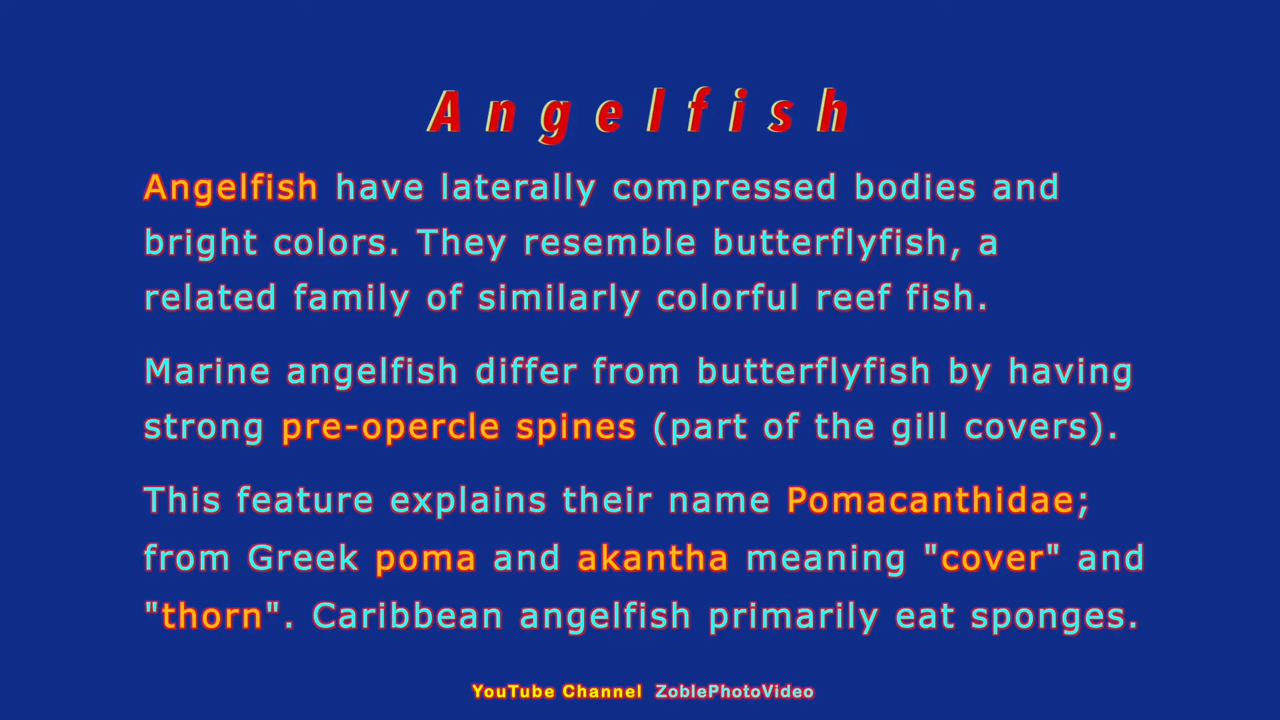 Angelfish
Angelfish have laterally compressed bodies and
bright colors. They resemble butterflyfish, a
related family of similarly colorful reef fish.
Marine angelfish differ from butterflyfish by having
strong pre-opercle spines (part of the gill covers).
This feature explains their name Pomacanthidae;
from Greek poma and akantha meaning "cover" and
"thorn". Caribbean angelfish primarily eat sponges.
YouTube Channel ZoblePhotoVideo